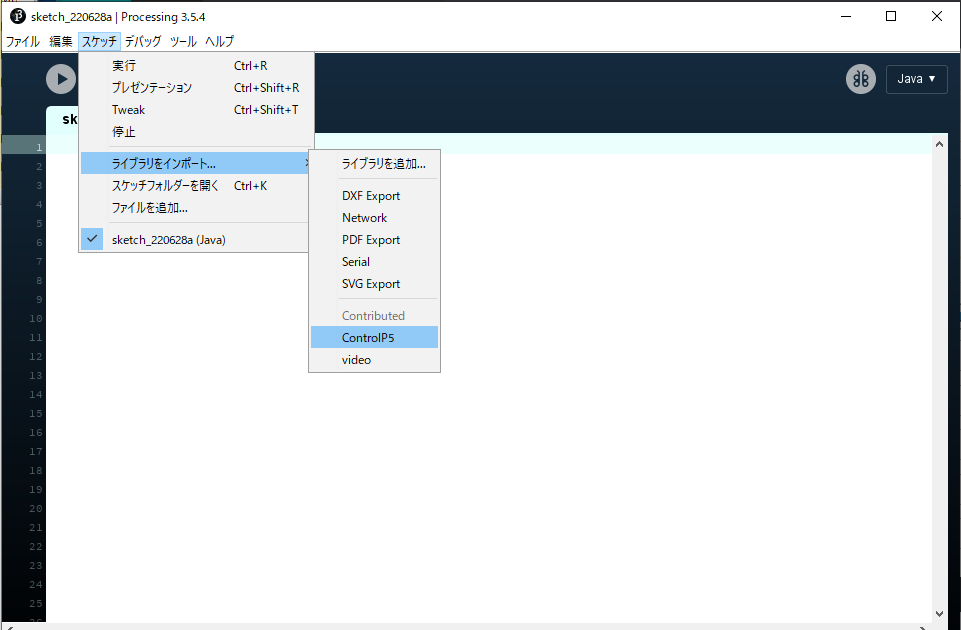 sketch_220628a | Processing 3.5.4
ファイル 編集 スケッチ デバッグ ツール ヘルプ
実行 Ctrl+R
プレゼンテーション Ctrl+Shift+R
Tweak Ctrl+Shift+T
停止
ライブラリをインポート...
スケッチフォルダーを開く Ctrl+K
ファイルを追加...
sketch_220628a (Java)
ライブラリを追加...
DXF Export
Network
PDF Export
Serial
SVG Export
Contributed
ControlP5
video
Java ▼
sk
1
2
3
4
5
6
7
8
9
10
11
12
13
14
15
16
17
18
19
20
21
22
23
24
25